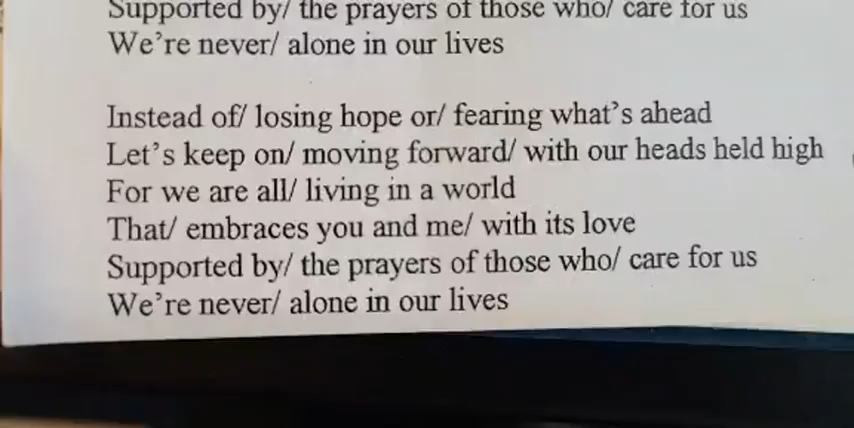 Supported by/ the prayers of those who/ care for us
We're never/ alone in our lives
Instead of/ losing hope or/ fearing what's ahead
Let's keep on/ moving forward/ with our heads held high
For we are all/ living in a world
That/ embraces you and me/ with its love
Supported by/ the prayers of those who/ care for us
We're never/ alone in our lives